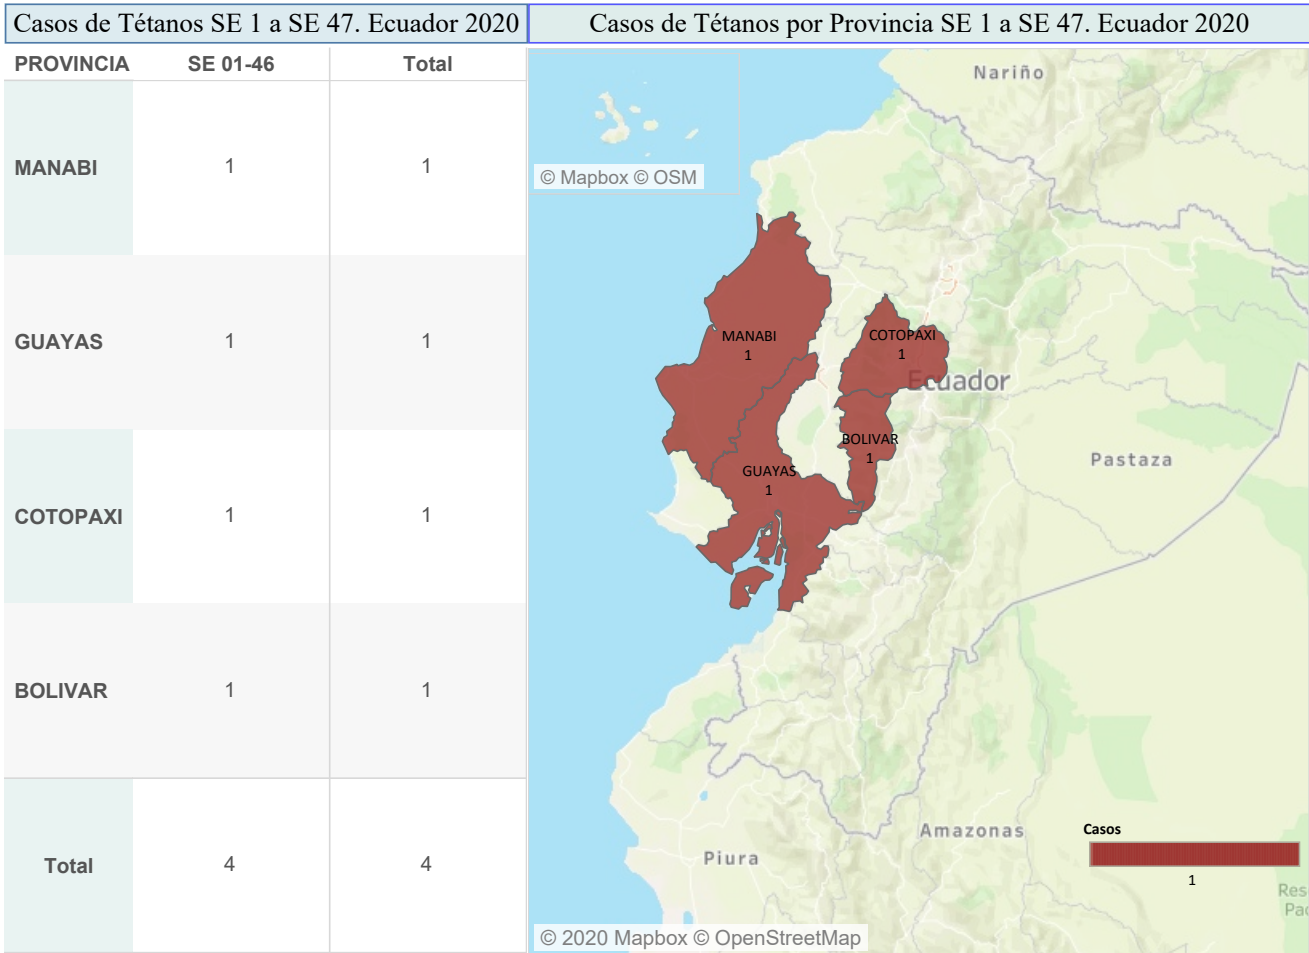 Casos de Tétanos SE 1 a SE 47. Ecuador 2020
PROVINCIA SE 01-46 Total
MANABI 1 1
GUAYAS 1 1
COTOPAXI 1 1
BOLIVAR 1 1
Total 4 4
Casos de Tétanos por Provincia SE 1 a SE 47. Ecuador 2020
Nariño
© Mapbox © OSM
MANABI
1
COTOPAXI
1
Ecuador
BOLIVAR
1
GUAYAS
1
Pastaza
Amazonas
Piura
Casos
1
© 2020 Mapbox © OpenStreetMap